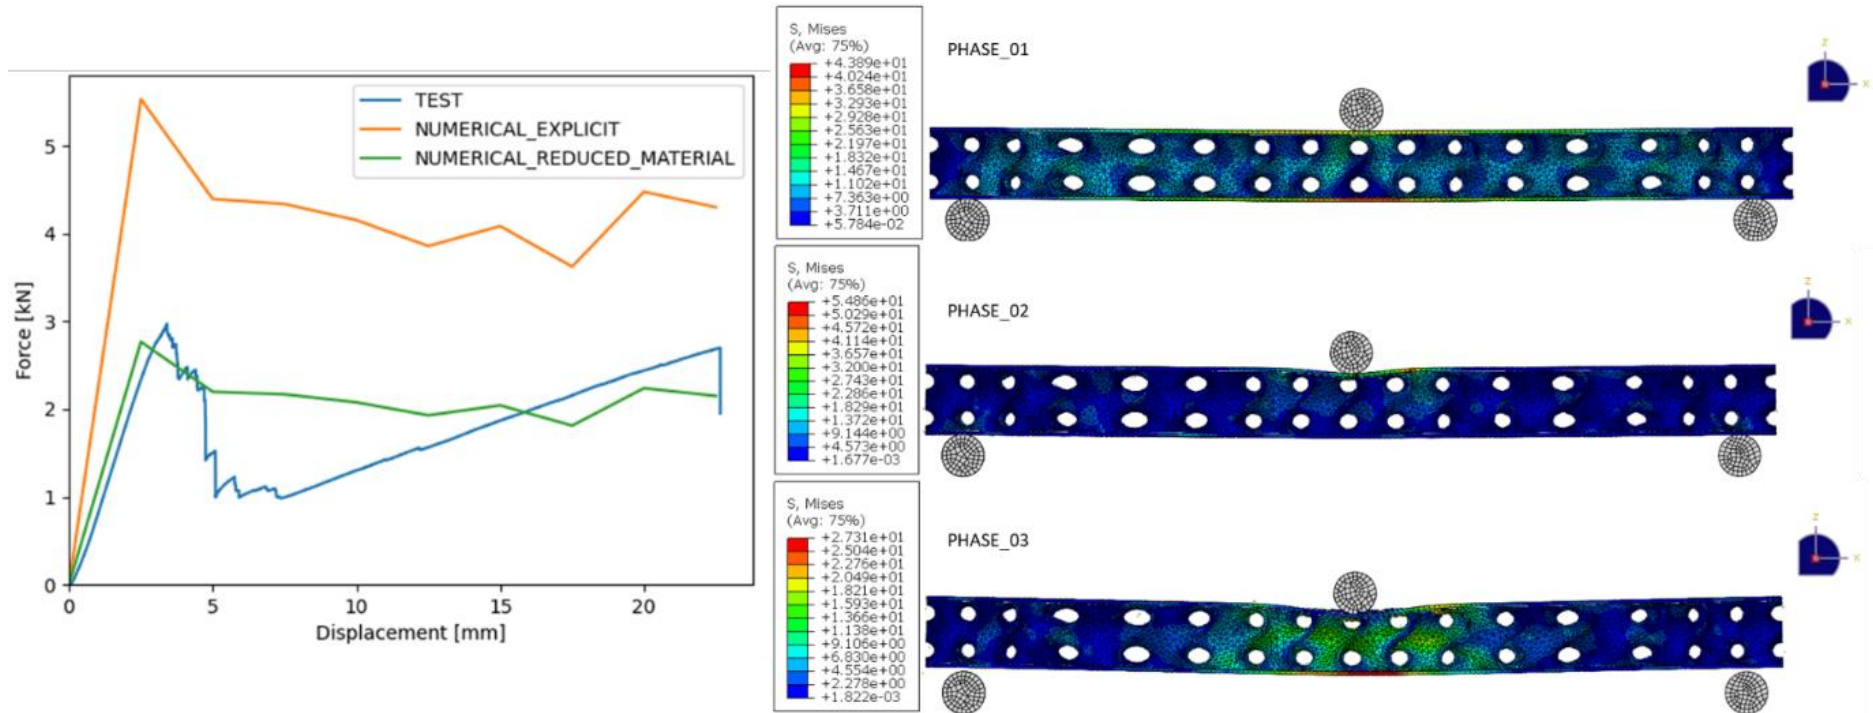 TEST
NUMERICAL_EXPLICIT
NUMERICAL_REDUCED_MATERIAL
5
4
3
2
1
0
Force [kN]
0 5 10 15 20
Displacement [mm]
S, Mises
(Avg: 75%)
+4.389e+01
+4.024e+01
+3.658e+01
+3.293e+01
+2.928e+01
+2.563e+01
+2.197e+01
+1.832e+01
+1.467e+01
+1.102e+01
+7.363e+00
+3.711e+00
+5.784e-02
PHASE_01
z
x
S, Mises
(Avg: 75%)
+5.486e+01
+5.029e+01
+4.572e+01
+4.114e+01
+3.657e+01
+3.200e+01
+2.743e+01
+2.286e+01
+1.829e+01
+1.372e+01
+9.144e+00
+4.573e+00
+1.677e-03
PHASE_02
z
x
S, Mises
(Avg: 75%)
+2.731e+01
+2.504e+01
+2.276e+01
+2.049e+01
+1.821e+01
+1.593e+01
+1.366e+01
+1.138e+01
+9.106e+00
+6.830e+00
+4.554e+00
+2.278e+00
+1.822e-03
PHASE_03
z
x